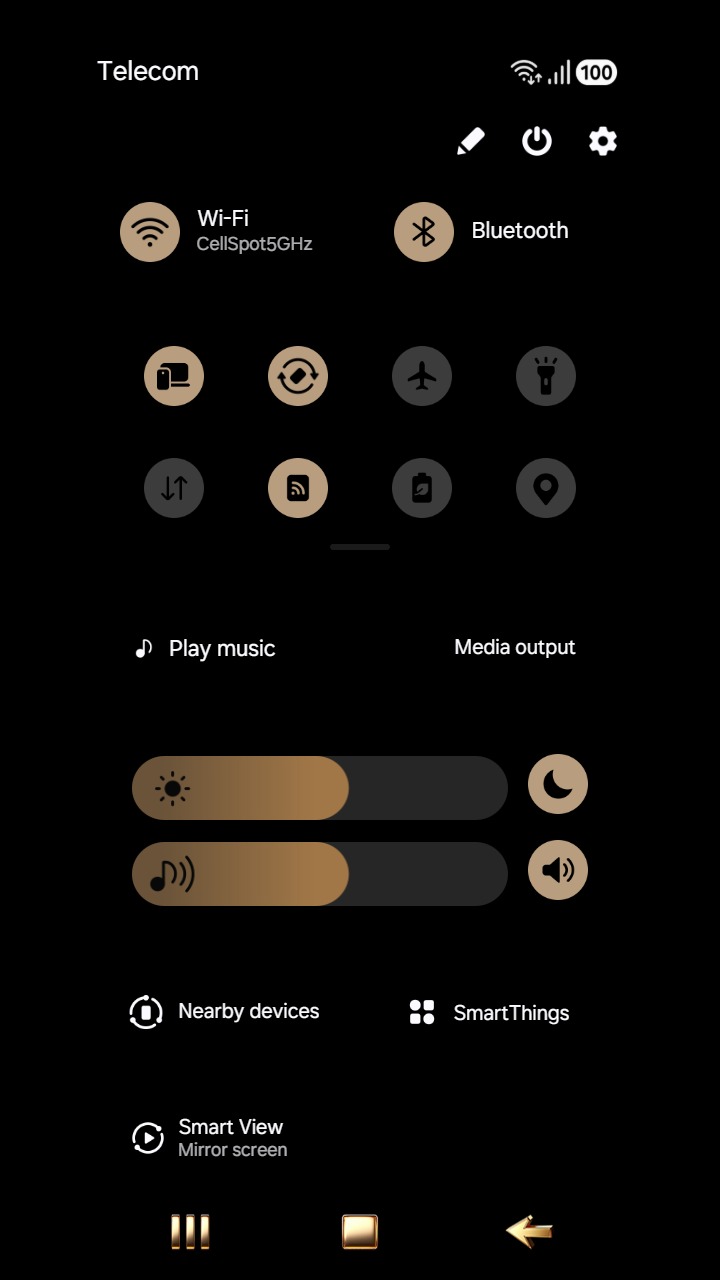 Telecom
100
Wi-Fi
CellSpot5GHz
Bluetooth
Play music
Media output
Nearby devices
SmartThings
Smart View
Mirror screen